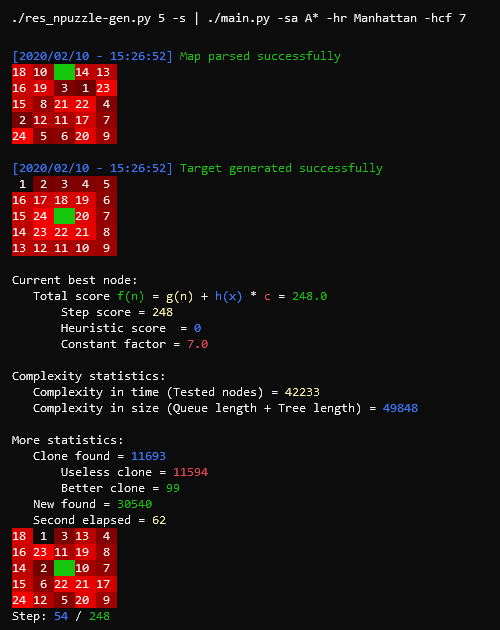 ./res_npuzzle-gen.py 5 -s | ./main.py -sa A* -hr Manhattan -hcf 7
[2020/02/10 - 15:26:52] Map parsed successfully
18 10 14 13
16 19 3 1 23
15 8 21 22 4
2 12 11 17 7
24 5 6 20 9
[2020/02/10 - 15:26:52] Target generated successfully
1 2 3 4 5
16 17 18 19 6
15 24 20 7
14 23 22 21 8
13 12 11 10 9
Current best node:
Total score f(n) = g(n) + h(x) * c = 248.0
Step score = 248
Heuristic score = 0
Constant factor = 7.0
Complexity statistics:
Complexity in time (Tested nodes) = 42233
Complexity in size (Queue length + Tree length) = 49848
More statistics:
Clone found = 11693
Useless clone = 11594
Better clone = 99
New found = 30540
Second elapsed = 62
18 1 3 13 4
16 23 11 19 8
14 2 10 7
15 6 22 21 17
24 12 5 20 9
Step: 54 / 248